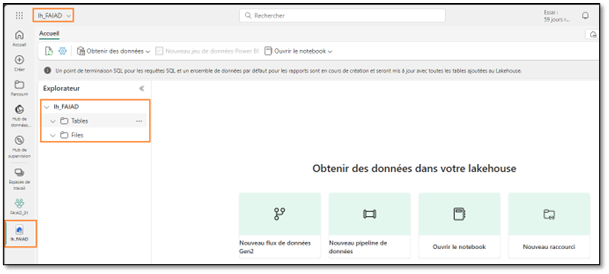 lh_FAIAD
Rechercher
Essai :
59 jours r...
Accueil
Accueil
Obtenir des données
Nouveau jeu de données Power BI
Ouvrir le notebook
Un point de terminaison SQL pour les requêtes SQL et un ensemble de données par défaut pour les rapports sont en cours de création et seront mis à jour avec toutes les tables ajoutées au Lakehouse.
Créer
Parcourir
Hub de
données...
Hub de
supervision
Espaces de
travail
FAIAD_01
lh_FAIAD
Explorateur
lh_FAIAD
Tables
Files
Obtenir des données dans votre lakehouse
Nouveau flux de données
Gen2
Nouveau pipeline de
données
Ouvrir le notebook
Nouveau raccourci